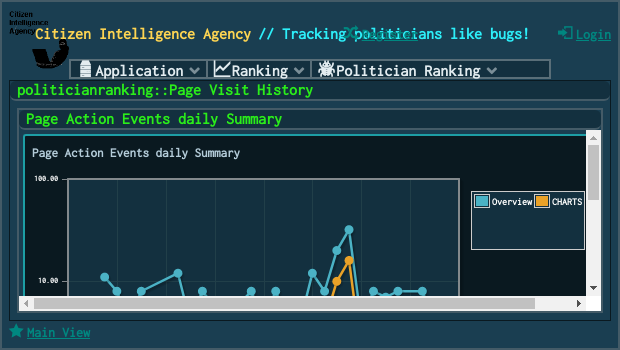 Citizen
Intelligence
Agency
Citizen Intelligence Agency // Tracking politicians like bugs!
Register
Login
Application
Ranking
Politician Ranking
politicianranking::Page Visit History
Page Action Events daily Summary
Page Action Events daily Summary
100.00
10.00
Overview
CHARTS
Main View